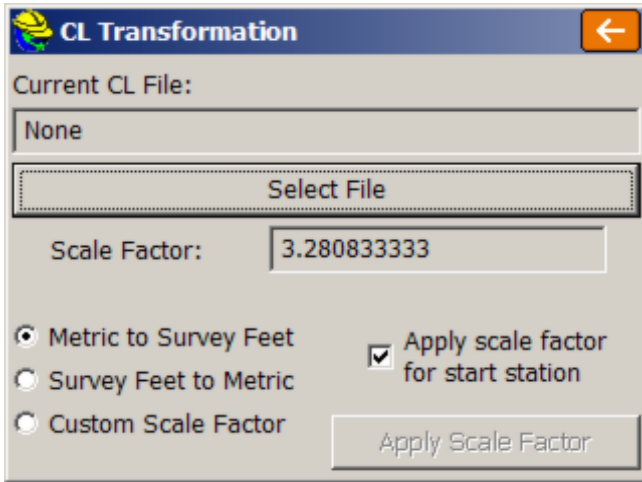 CL Transformation
Current CL File:
None
Select File
Scale Factor: 3.280833333
Metric to Survey Feet
Survey Feet to Metric
Custom Scale Factor
Apply scale factor
for start station
Apply Scale Factor